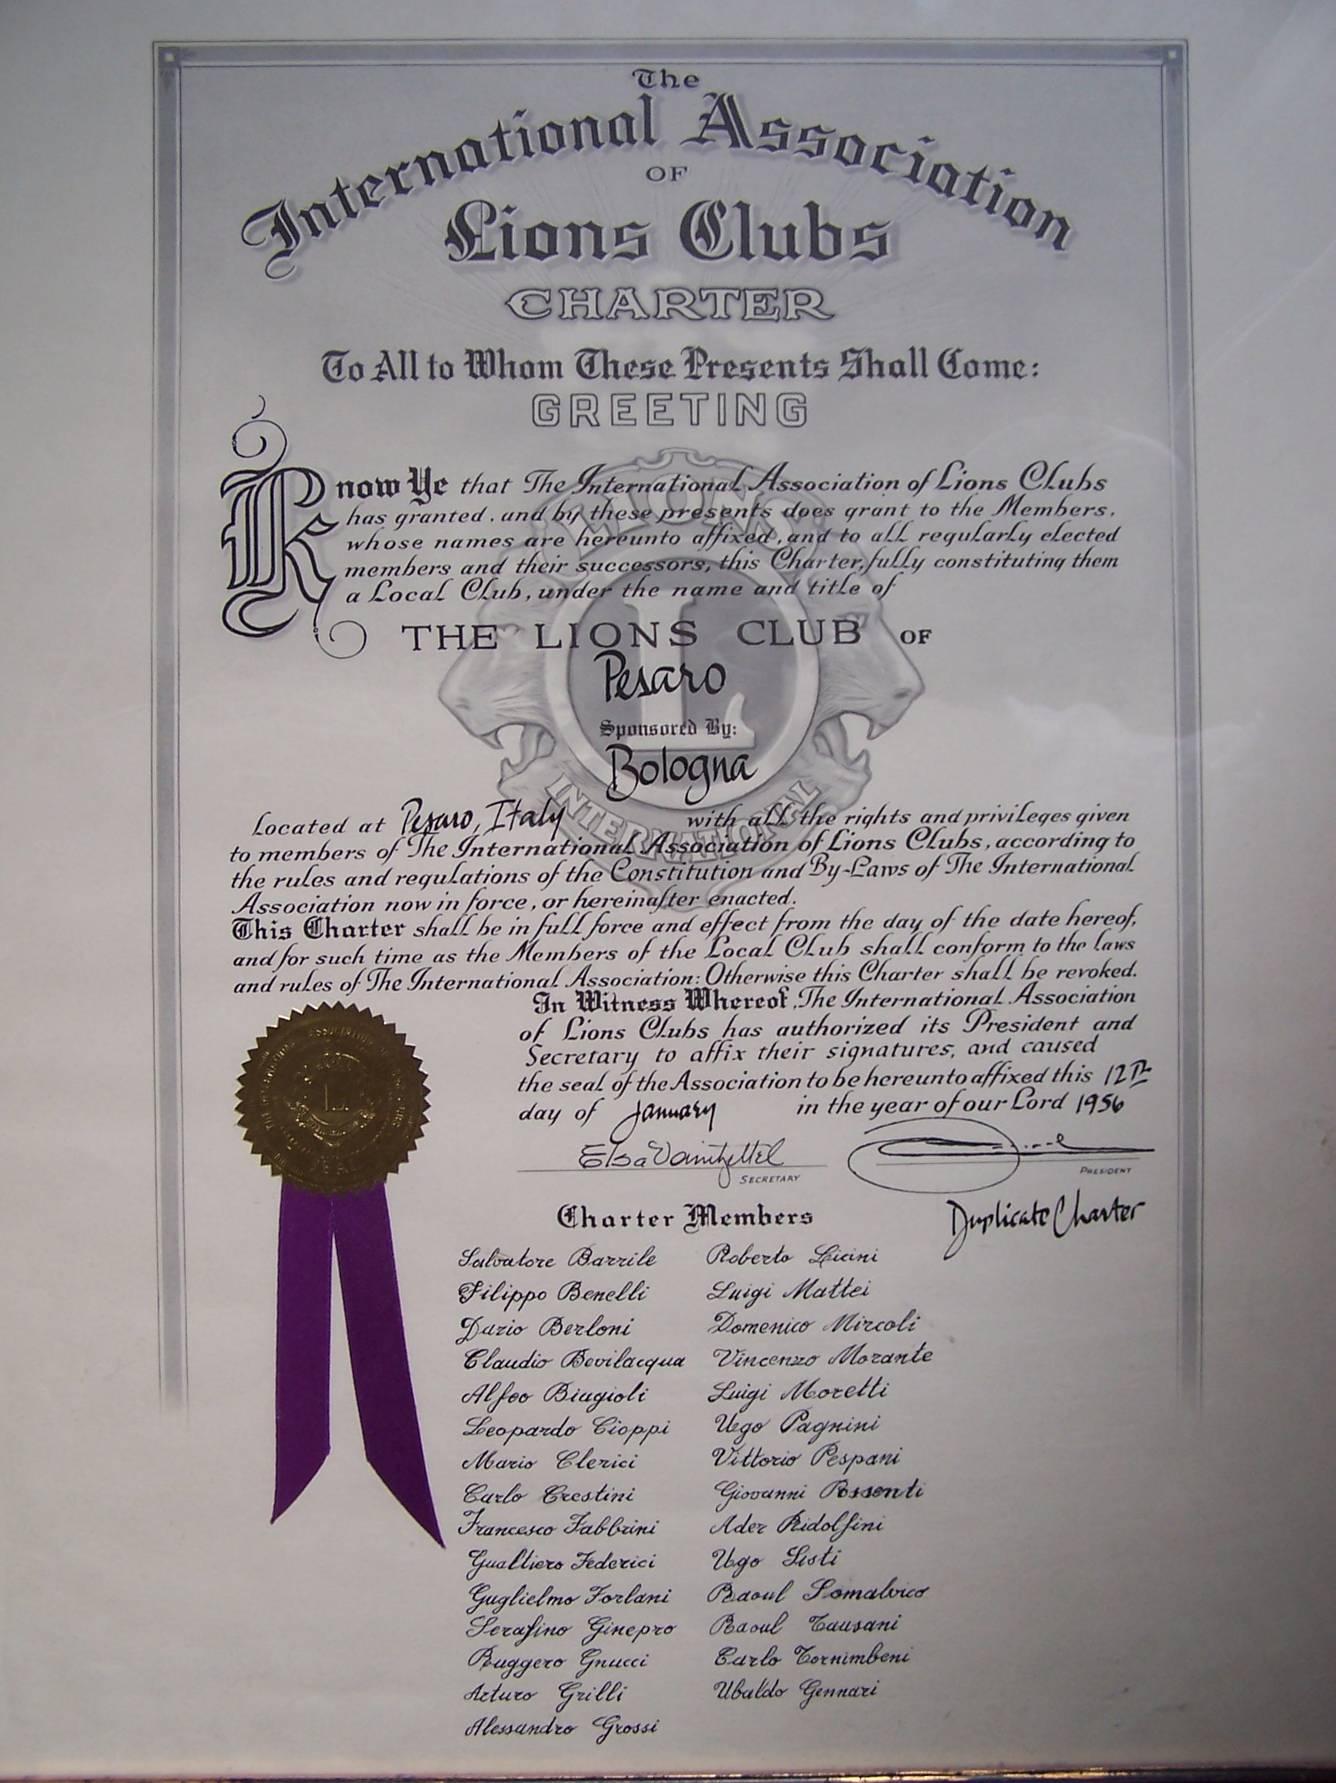 The
International Association
OF
Lions Clubs
CHARTER
To All to Whom These Presents Shall Come:
GREETING
Know Ye that The International Association of Lions Clubs
has granted, and by these presents does grant to the Members,
whose names are hereunto affixed, and to all regularly elected
members and their successors, this Charter, fully constituting them
a Local Club, under the name and title of
THE LIONS CLUB OF
Pesaro
Sponsored By:
Bologna
Located at Pesaro, Italy with all the rights and privileges given
to members of The International Association of Lions Clubs, according to
the rules and regulations of the Constitution and By-Laws of The International
Association now in force, or hereinafter enacted.
This Charter shall be in full force and effect from the day of the date hereof,
and for such time as the Members of the Local Club shall conform to the laws
and rules of The International Association: Otherwise this Charter shall be revoked.
In Witness Whereof, The International Association
of Lions Clubs has authorized its President and
Secretary to affix their signatures, and caused
the seal of the Association to be hereunto affixed this 12th
day of January in the year of our Lord 1956
SECRETARY
PRESIDENT
Duplicate Charter
Charter Members
Salvatore Barrile Roberto Licini
Filippo Benelli Luigi Mattei
Dario Berloni Domenico Mircoli
Claudio Bevilacqua Vincenzo Morante
Alfeo Biagioli Luigi Moretti
Leopardo Cioppi Ugo Pagnini
Mario Clerici Vittorio Pespani
Carlo Crestini Giovanni
Francesco Fabbrini Ader Ridolfini
Gualtiero Federici Ugo Sisti
Guglielmo Forlani Raoul Somalvico
Serafino Ginepro Raoul Tausani
Ruggero Gnucci Carlo Tornimbeni
Arturo Grilli Ubaldo Gennari
Alessandro Grossi
LIONS
L
INTERNATIONAL